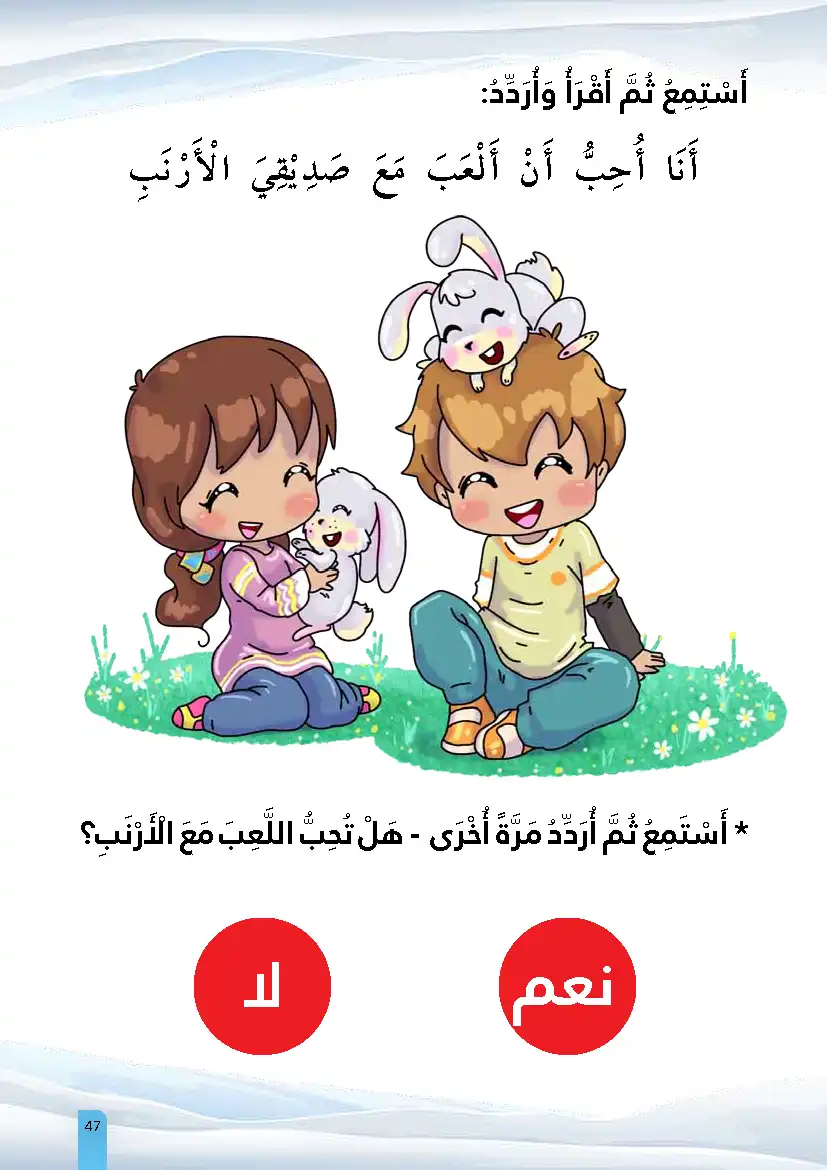 أَسْتِمِعُ ثُمَّ أَقْرَأُ وَأُرَدِّدُ:
أَنَا أُحِبُّ أَنْ أَلْعَبَ مَعَ صَدِيْقِيَ الْأَرْنَبِ
* أَسْتَمِعُ ثُمَّ أُرَدِّدُ مَرَّةً أُخْرَى - هَلْ تُحِبُّ اللَّعِبَ مَعَ الْأَرْنَبِ؟
نعم
لا
47